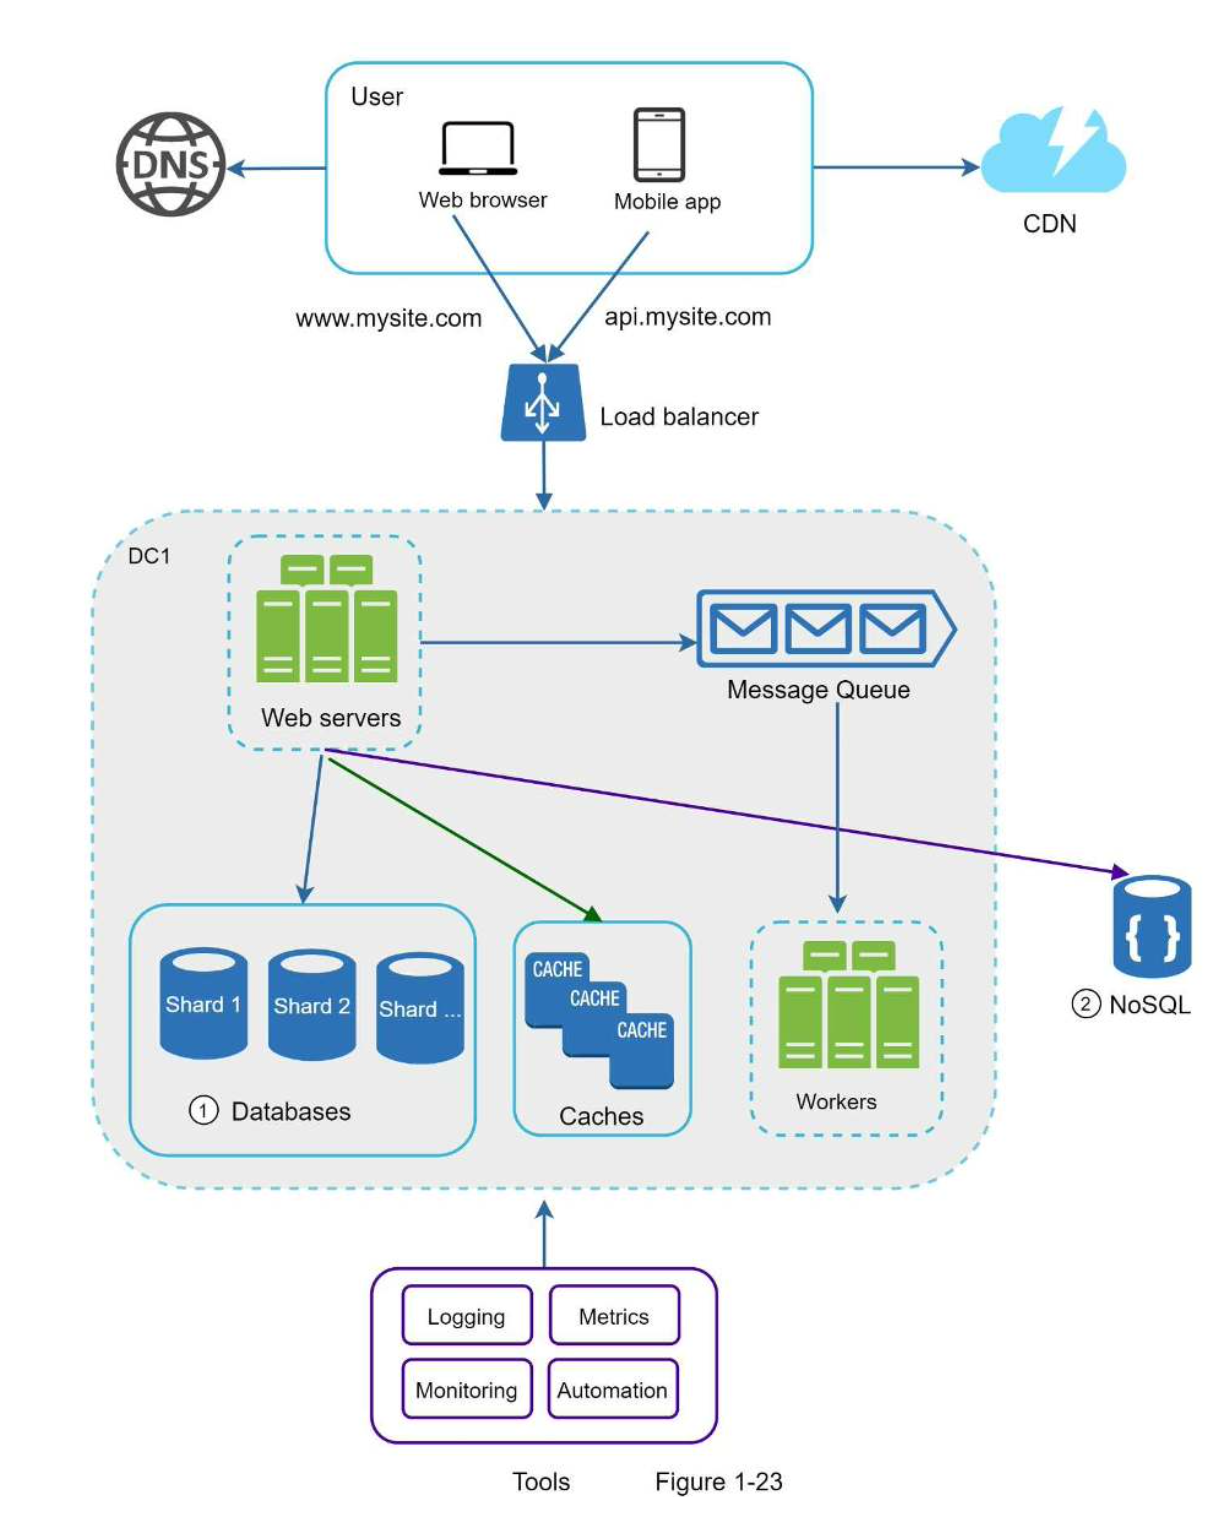 User
DNS
Web browser
Mobile app
CDN
www.mysite.com
api.mysite.com
Load balancer
DC1
Web servers
Message Queue
Shard 1
Shard 2
Shard ...
1 Databases
CACHE
CACHE
CACHE
Caches
Workers
{ }
2 NoSQL
Logging
Metrics
Monitoring
Automation
Tools
Figure 1-23